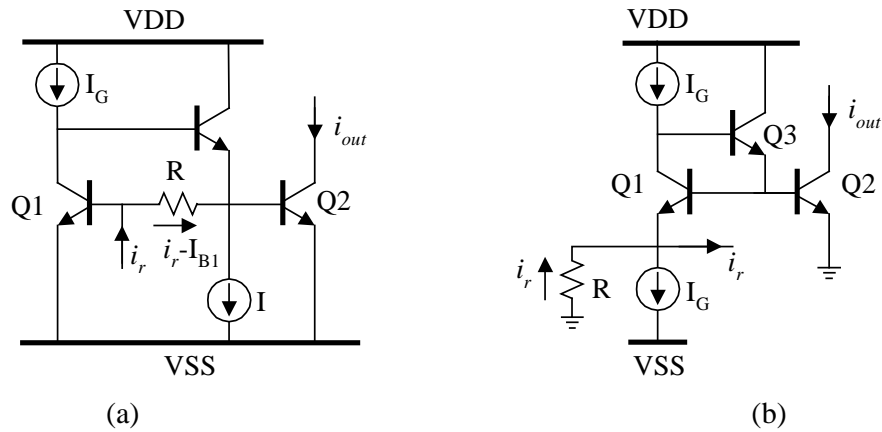 VDD
I_G
i_out
R
Q1
Q2
i_r
i_r-I_B1
I
VSS
(a)
VDD
I_G
Q3
i_out
Q1
Q2
i_r
i_r
R
I_G
VSS
(b)